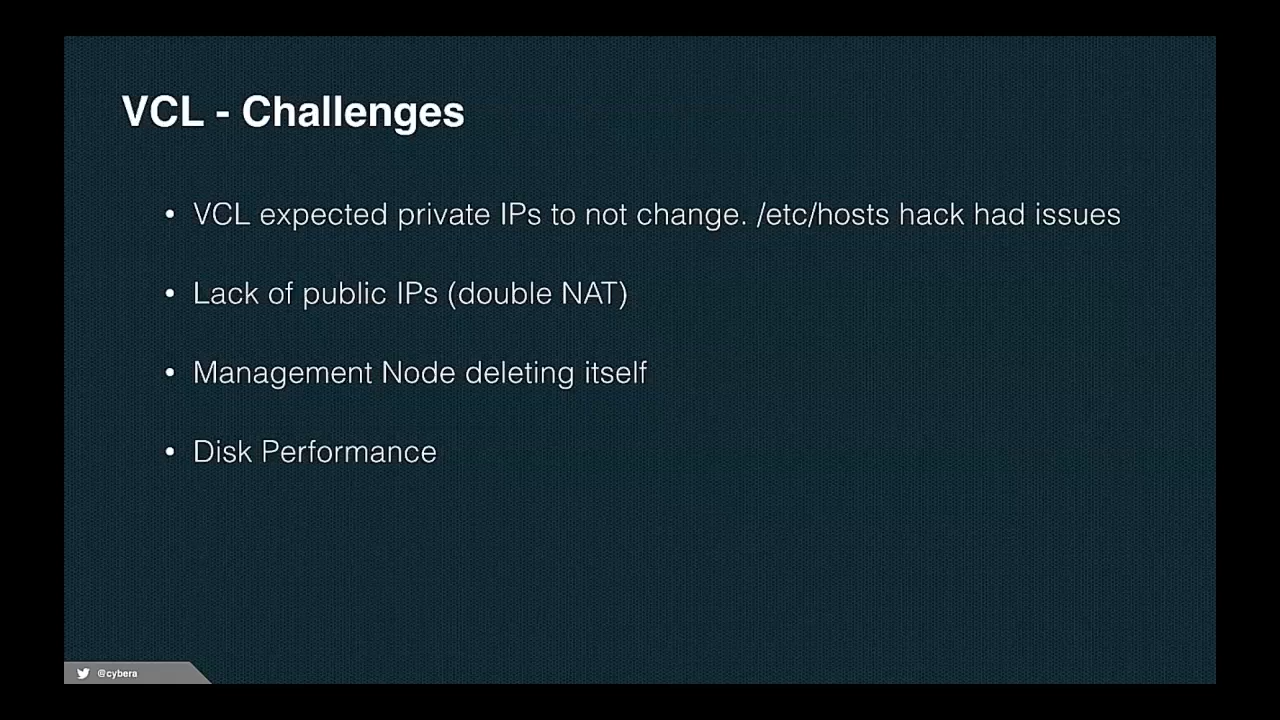 VCL - Challenges
• VCL expected private IPs to not change. /etc/hosts hack had issues
• Lack of public IPs (double NAT)
• Management Node deleting itself
• Disk Performance
@cybera